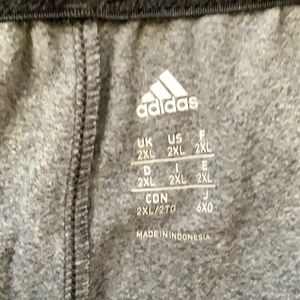 adidas
UK US F
2XL 2XL 2XL
D I E
2XL 2XL 2XL
CDN J
2XL/2TG 6XO
MADE IN INDONESIA